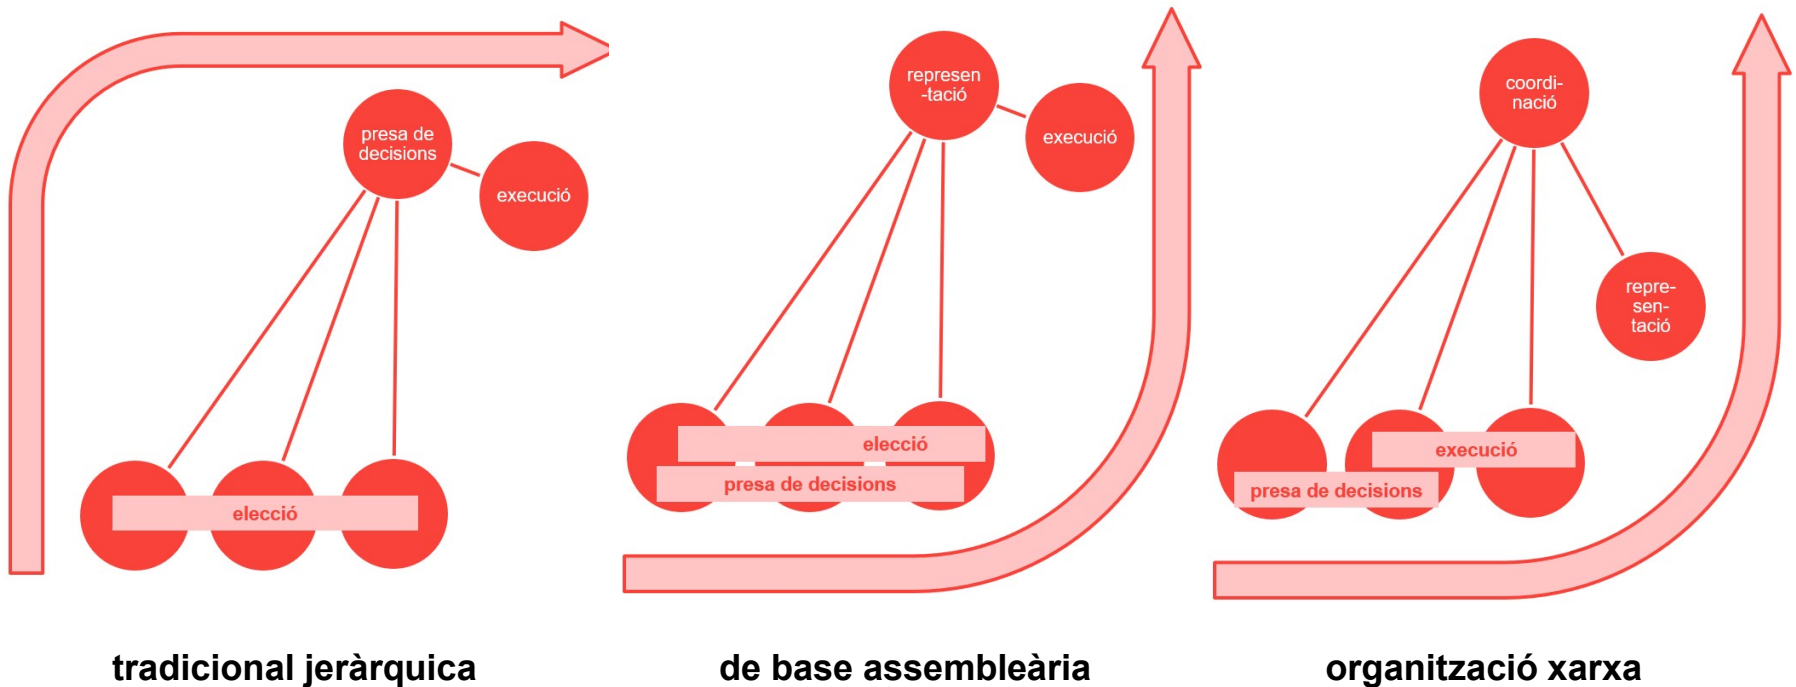 presa de
decisions
execució
elecció
tradicional jeràrquica
represen
-tació
execució
elecció
presa de decisions
de base assembleària
coordi-
nació
repre-
sen-
tació
execució
presa de decisions
organització xarxa